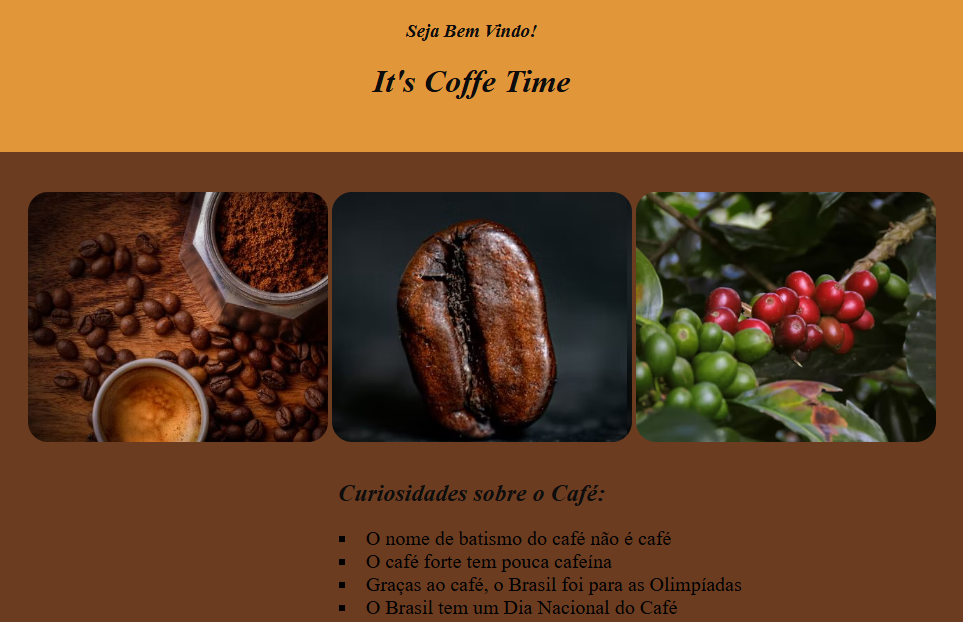 Seja Bem Vindo!
It's Coffe Time
Curiosidades sobre o Café:
▪ O nome de batismo do café não é café
▪ O café forte tem pouca cafeína
▪ Graças ao café, o Brasil foi para as Olimpíadas
▪ O Brasil tem um Dia Nacional do Café